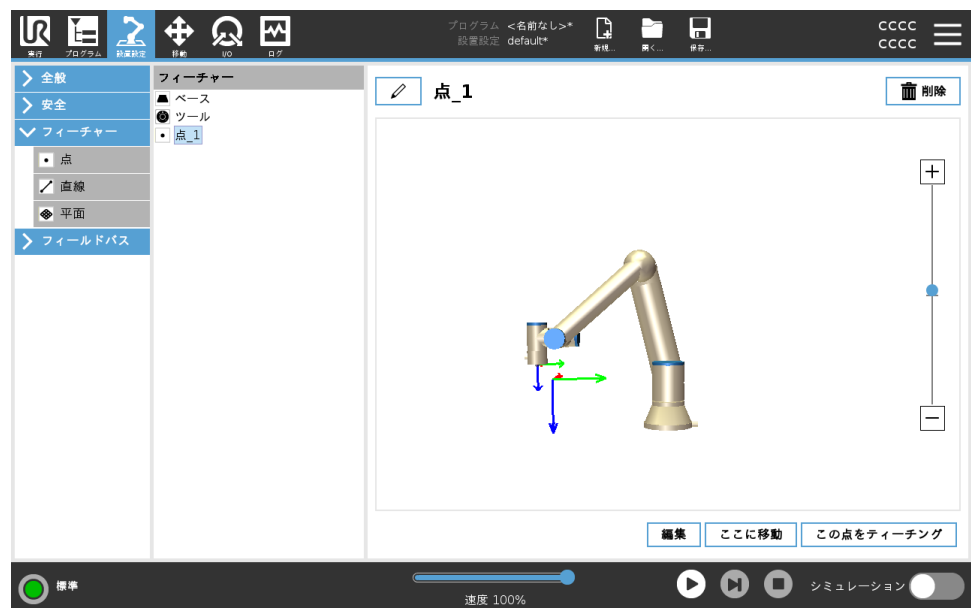 UR
実行
プログラム
設置設定
移動
I/O
ログ
プログラム <名前なし>*
設置設定 default*
新規...
開く...
保存...
CCCC
CCCC
全般
安全
フィーチャー
点
直線
平面
フィールドバス
フィーチャー
ベース
ツール
点_1
点_1
削除
編集
ここに移動
この点をティーチング
標準
速度 100%
シミュレーション